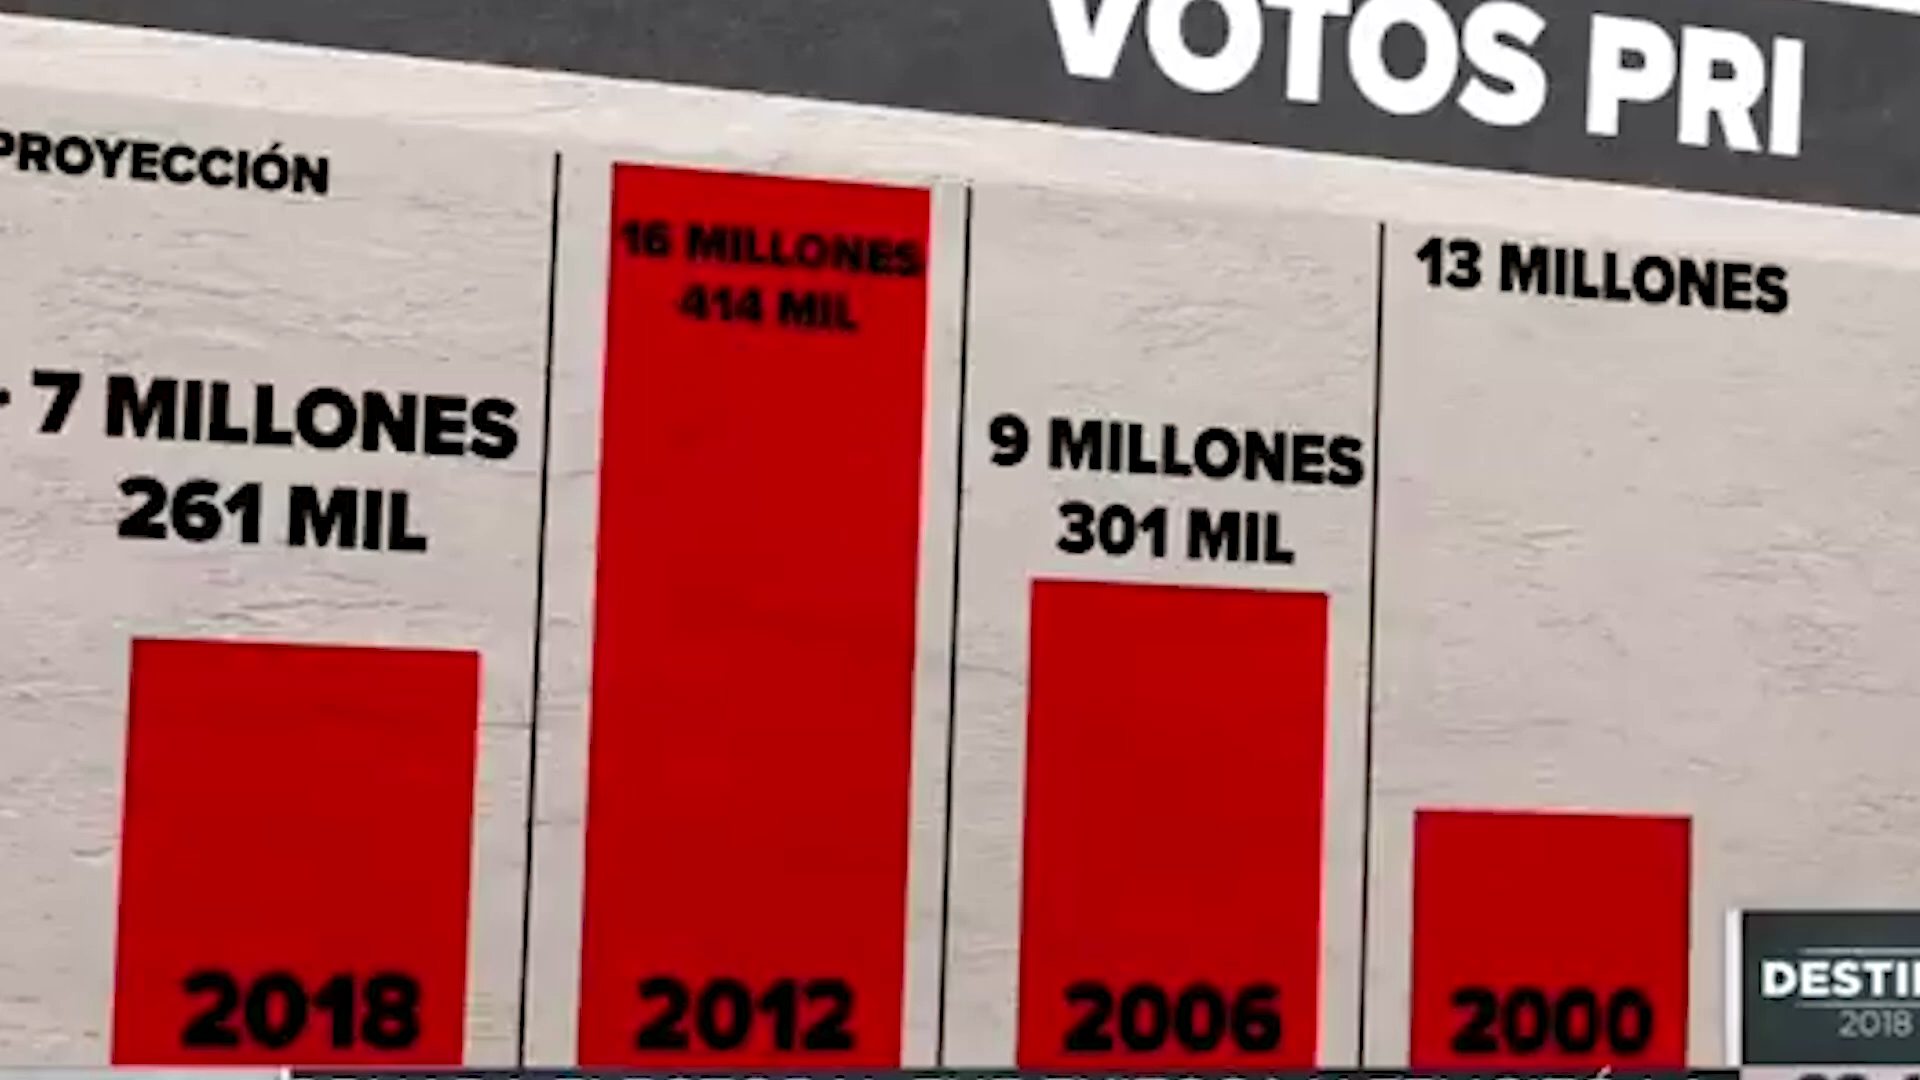 VOTOS PRI
PROYECCIÓN
7 MILLONES
261 MIL
16 MILLONES
414 MIL
9 MILLONES
301 MIL
13 MILLONES
2018
2012
2006
2000
2018